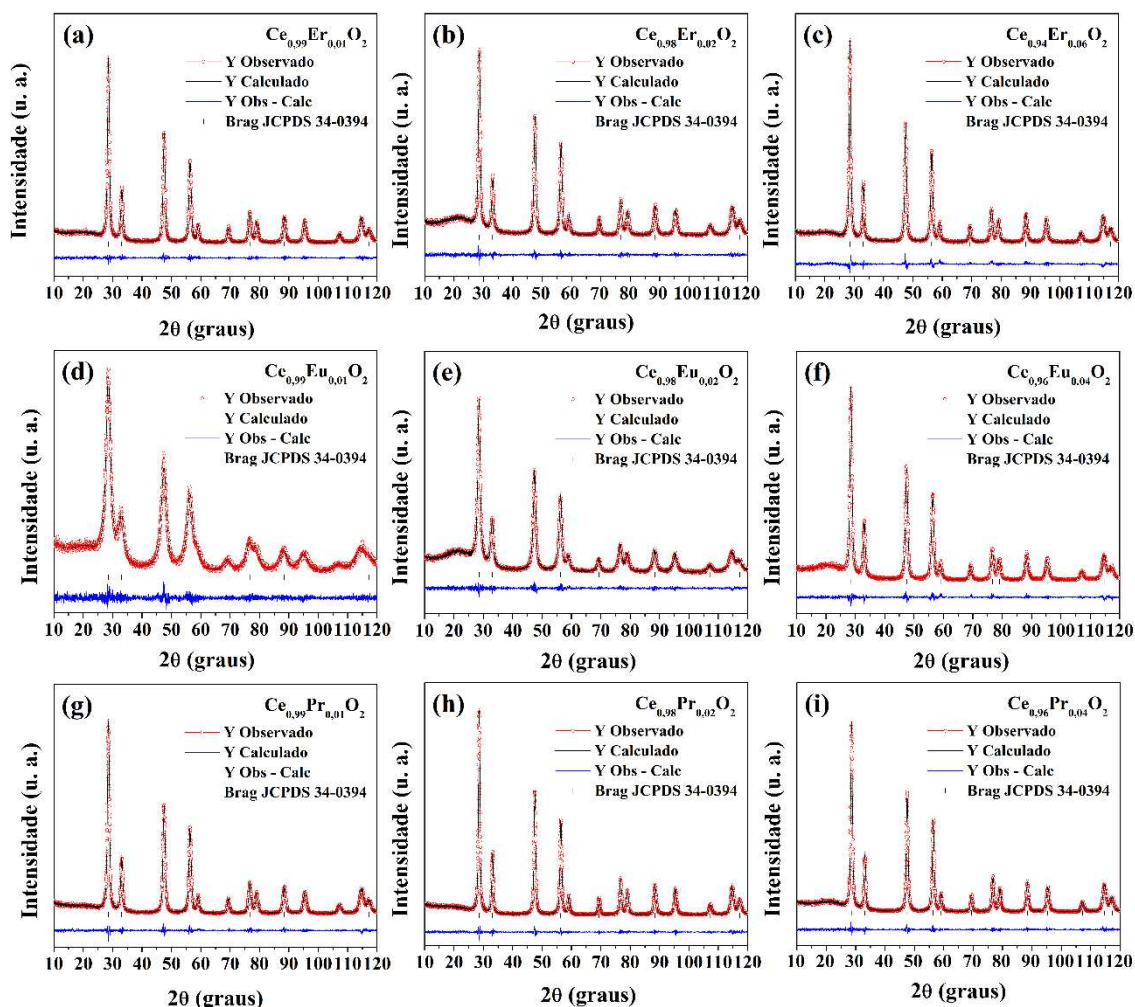 (a) Ce0,99Er0,01O2
Y Observado
Y Calculado
Y Obs - Calc
Brag JCPDS 34-0394
Intensidade (u. a.)
10 20 30 40 50 60 70 80 90 100 110 120
2θ (graus)
(b) Ce0,98Er0,02O2
Y Observado
Y Calculado
Y Obs - Calc
Brag JCPDS 34-0394
Intensidade (u. a.)
10 20 30 40 50 60 70 80 90 100 110 120
2θ (graus)
(c) Ce0,94Er0,06O2
Y Observado
Y Calculado
Y Obs - Calc
Brag JCPDS 34-0394
Intensidade (u. a.)
10 20 30 40 50 60 70 80 90 100 110 120
2θ (graus)
(d) Ce0,99Eu0,01O2
Y Observado
Y Calculado
Y Obs - Calc
Brag JCPDS 34-0394
Intensidade (u. a.)
10 20 30 40 50 60 70 80 90 100 110 120
2θ (graus)
(e) Ce0,98Eu0,02O2
Y Observado
Y Calculado
Y Obs - Calc
Brag JCPDS 34-0394
Intensidade (u. a.)
10 20 30 40 50 60 70 80 90 100 110 120
2θ (graus)
(f) Ce0,96Eu0,04O2
Y Observado
Y Calculado
Y Obs - Calc
Brag JCPDS 34-0394
Intensidade (u. a.)
10 20 30 40 50 60 70 80 90 100 110 120
2θ (graus)
(g) Ce0,99Pr0,01O2
Y Observado
Y Calculado
Y Obs - Calc
Brag JCPDS 34-0394
Intensidade (u. a.)
10 20 30 40 50 60 70 80 90 100 110 120
2θ (graus)
(h) Ce0,98Pr0,02O2
Y Observado
Y Calculado
Y Obs - Calc
Brag JCPDS 34-0394
Intensidade (u. a.)
10 20 30 40 50 60 70 80 90 100 110 120
2θ (graus)
(i) Ce0,96Pr0,04O2
Y Observado
Y Calculado
Y Obs - Calc
Brag JCPDS 34-0394
Intensidade (u. a.)
10 20 30 40 50 60 70 80 90 100 110 120
2θ (graus)